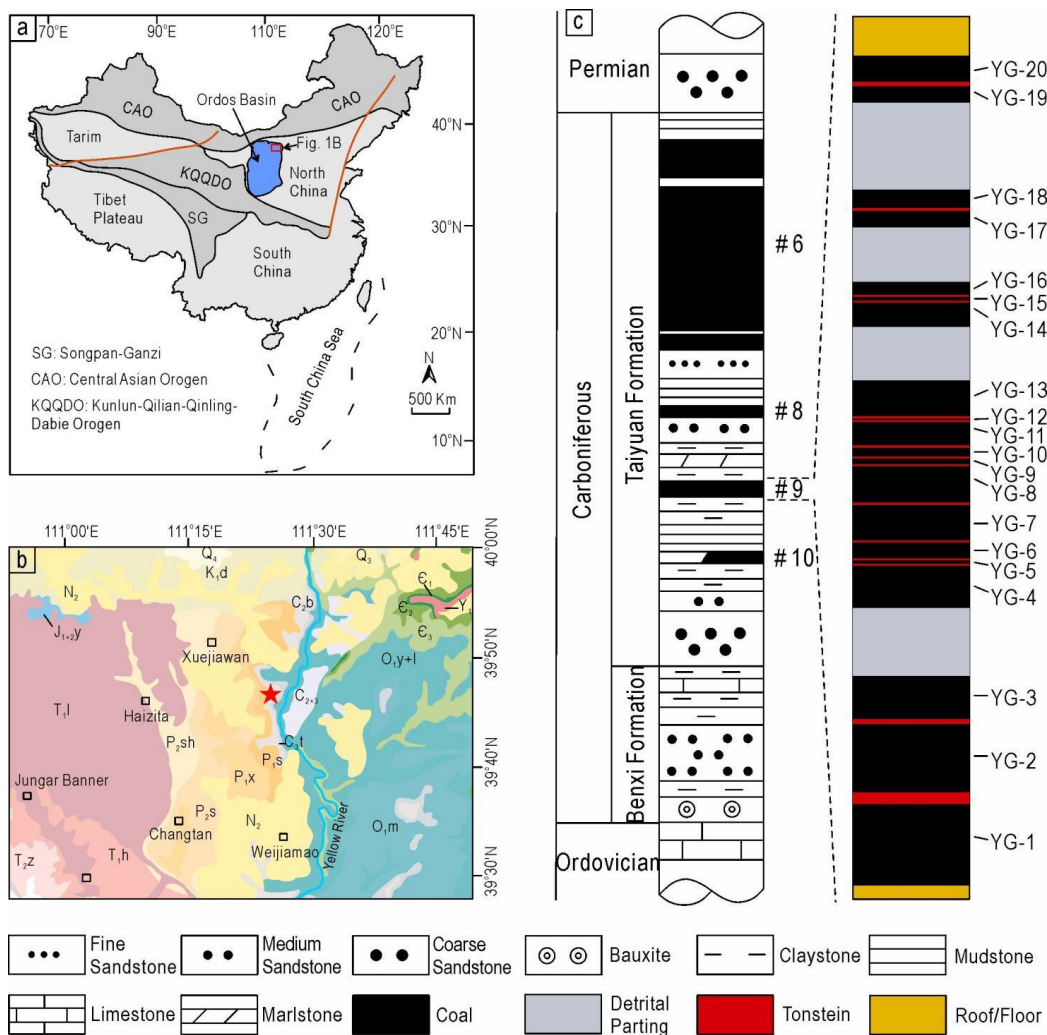 a
70°E
90°E
100°E
110°E
120°E
40°N
30°N
20°N
10°N
Ordos Basin
CAO
CAO
Fig. 1B
Tarim
KQQDO
North
China
Tibet
Plateau
SG
South
China
South China Sea
SG: Songpan-Ganzi
CAO: Central Asian Orogen
KQQDO: Kunlun-Qilian-Qinling-
Dabie Orogen
N
500 Km
b
111°00'E
111°15'E
111°30'E
111°45'E
40°00'N
39°50'N
39°40'N
39°30'N
Q₄
K₁d
Q₃
N₂
C₂b
Є₁
Є₂
Y₁
Є₃
J₁₊₂y
Xuejiawan
O₁y+l
T₁l
Haizita
C₂₊₃
P₂sh
C₃t
P₁s
P₁x
Jungar Banner
P₂s
N₂
Changtan
Weijiamao
Yellow River
O₁m
T₂z
T₁h
c
Permian
Carboniferous
Ordovician
Taiyuan Formation
Benxi Formation
#6
#8
#9
#10
YG-20
YG-19
YG-18
YG-17
YG-16
YG-15
YG-14
YG-13
YG-12
YG-11
YG-10
YG-9
YG-8
YG-7
YG-6
YG-5
YG-4
YG-3
YG-2
YG-1
Fine
Sandstone
Medium
Sandstone
Coarse
Sandstone
Bauxite
Claystone
Mudstone
Limestone
Marlstone
Coal
Detrital
Parting
Tonstein
Roof/Floor